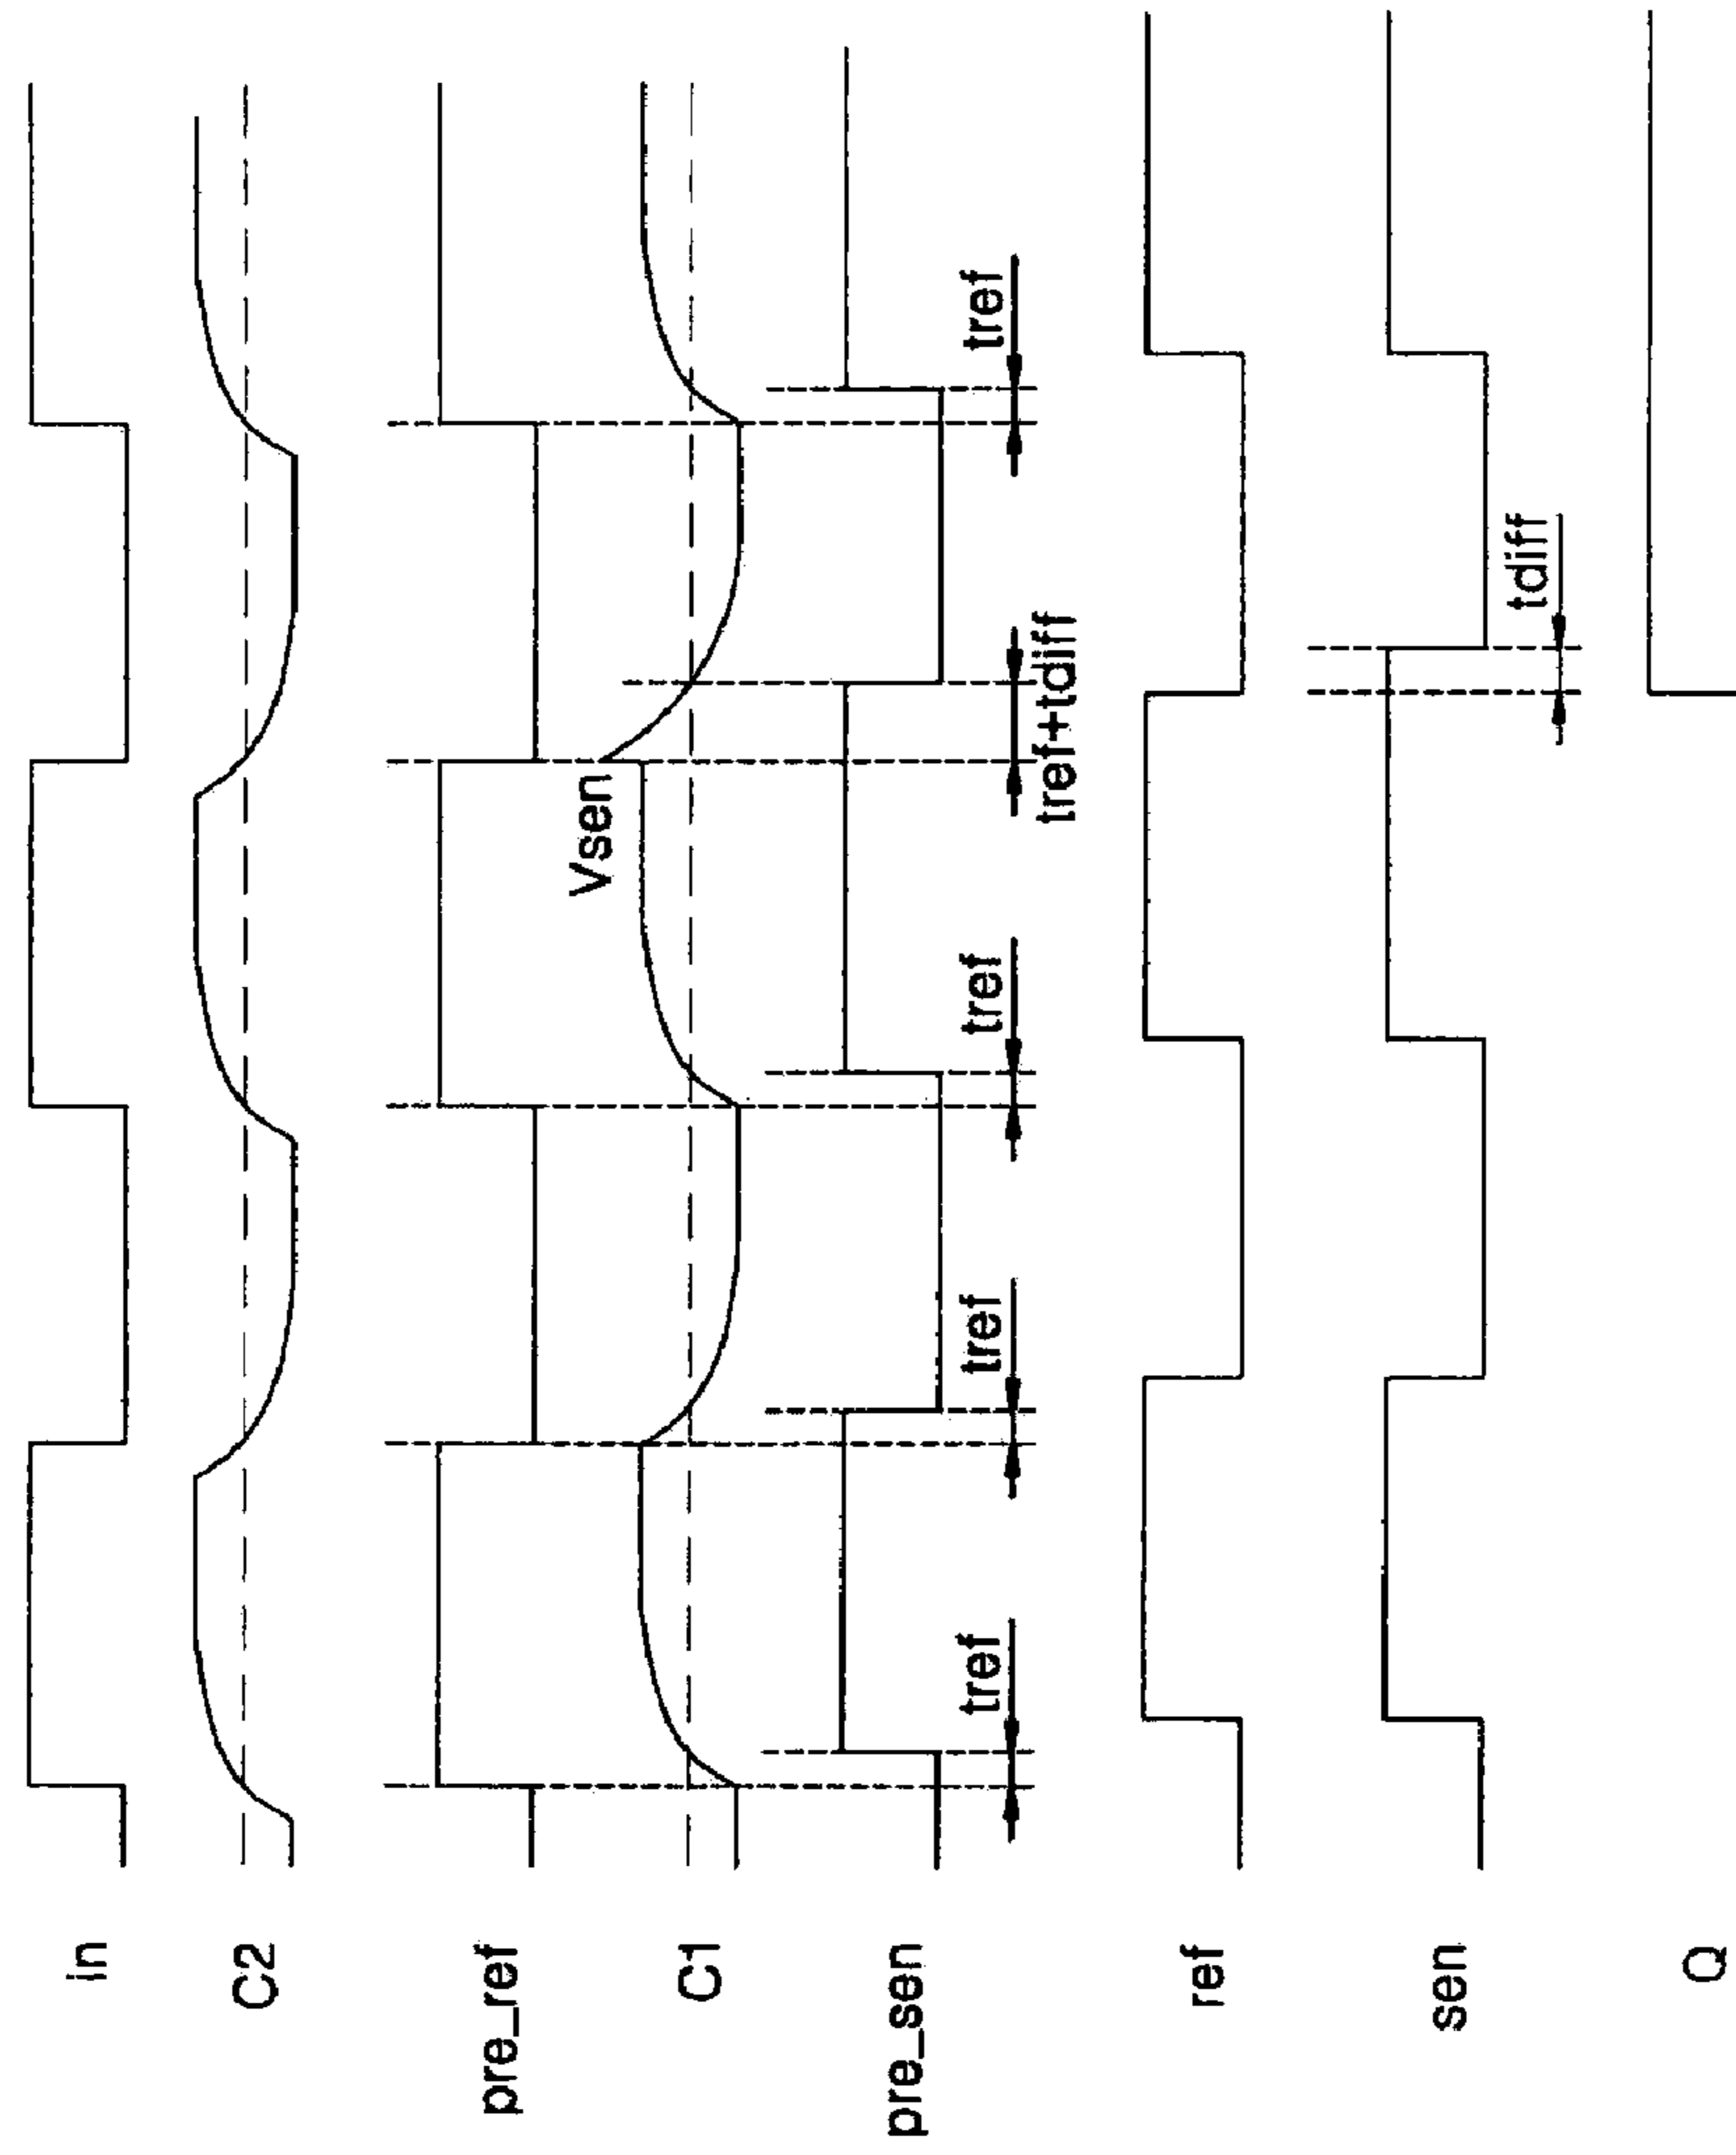 in
C2
pre_ref
Vsen
C1
pre_sen
tref
tref
tref
tref+tdiff
tref
ref
sen
tdiff
Q